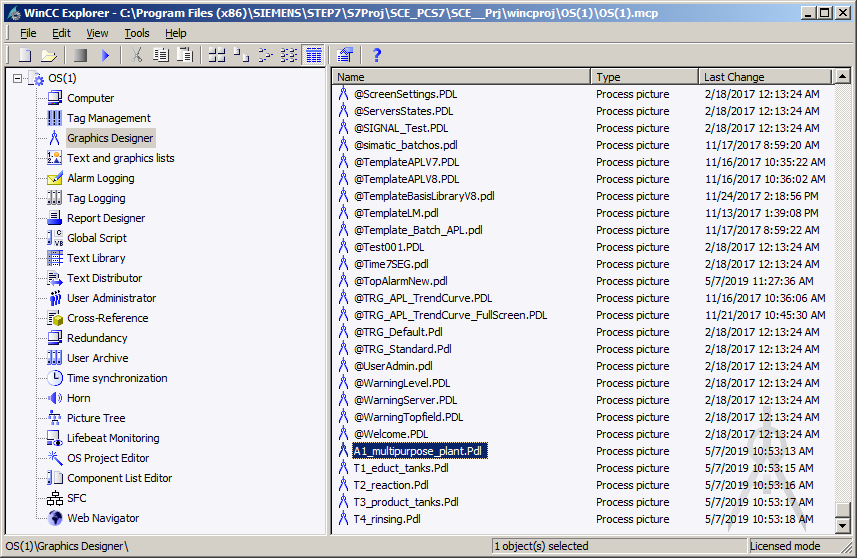 WinCC Explorer - C:\Program Files (x86)\SIEMENS\STEP7\S7Proj\SCE_PCS7\SCE__Prj\wincproj\OS(1)\OS(1).mcp
File Edit View Tools Help
OS(1)
Computer
Tag Management
Graphics Designer
Text and graphics lists
Alarm Logging
Tag Logging
Report Designer
Global Script
Text Library
Text Distributor
User Administrator
Cross-Reference
Redundancy
User Archive
Time synchronization
Horn
Picture Tree
Lifebeat Monitoring
OS Project Editor
Component List Editor
SFC
Web Navigator
Name Type Last Change
@ScreenSettings.PDL Process picture 2/18/2017 12:13:24 AM
@ServersStates.PDL Process picture 2/18/2017 12:13:24 AM
@SIGNAL_Test.PDL Process picture 2/18/2017 12:13:24 AM
@simatic_batchos.pdl Process picture 11/17/2017 8:59:20 AM
@TemplateAPLV7.PDL Process picture 11/16/2017 10:35:22 AM
@TemplateAPLV8.PDL Process picture 11/16/2017 10:36:02 AM
@TemplateBasisLibraryV8.pdl Process picture 11/24/2017 2:18:56 PM
@TemplateLM.pdl Process picture 11/13/2017 1:39:08 PM
@Template_Batch_APL.pdl Process picture 11/17/2017 8:59:22 AM
@Test001.PDL Process picture 2/18/2017 12:13:24 AM
@Time7SEG.pdl Process picture 2/18/2017 12:13:24 AM
@TopAlarmNew.pdl Process picture 5/7/2019 11:27:36 AM
@TRG_APL_TrendCurve.PDL Process picture 11/16/2017 10:36:06 AM
@TRG_APL_TrendCurve_FullScreen.PDL Process picture 11/21/2017 10:45:30 AM
@TRG_Default.Pdl Process picture 2/18/2017 12:13:24 AM
@TRG_Standard.Pdl Process picture 2/18/2017 12:13:24 AM
@UserAdmin.pdl Process picture 2/18/2017 12:13:24 AM
@WarningLevel.PDL Process picture 2/18/2017 12:13:24 AM
@WarningServer.PDL Process picture 2/18/2017 12:13:24 AM
@WarningTopfield.PDL Process picture 2/18/2017 12:13:24 AM
@Welcome.PDL Process picture 2/18/2017 12:13:24 AM
A1_multipurpose_plant.Pdl Process picture 5/7/2019 10:53:13 AM
T1_educt_tanks.Pdl Process picture 5/7/2019 10:53:15 AM
T2_reaction.Pdl Process picture 5/7/2019 10:53:16 AM
T3_product_tanks.Pdl Process picture 5/7/2019 10:53:17 AM
T4_rinsing.Pdl Process picture 5/7/2019 10:53:18 AM
OS(1)\Graphics Designer\ 1 object(s) selected Licensed mode